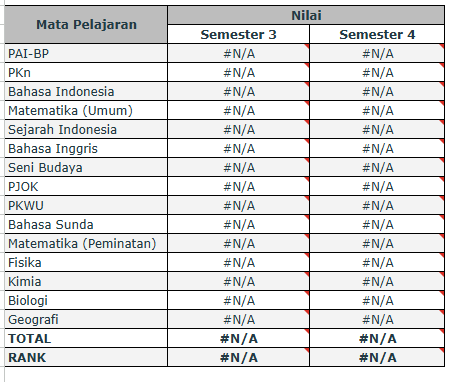 Mata Pelajaran Nilai
Semester 3 Semester 4
PAI-BP #N/A #N/A
PKn #N/A #N/A
Bahasa Indonesia #N/A #N/A
Matematika (Umum) #N/A #N/A
Sejarah Indonesia #N/A #N/A
Bahasa Inggris #N/A #N/A
Seni Budaya #N/A #N/A
PJOK #N/A #N/A
PKWU #N/A #N/A
Bahasa Sunda #N/A #N/A
Matematika (Peminatan) #N/A #N/A
Fisika #N/A #N/A
Kimia #N/A #N/A
Biologi #N/A #N/A
Geografi #N/A #N/A
TOTAL #N/A #N/A
RANK #N/A #N/A